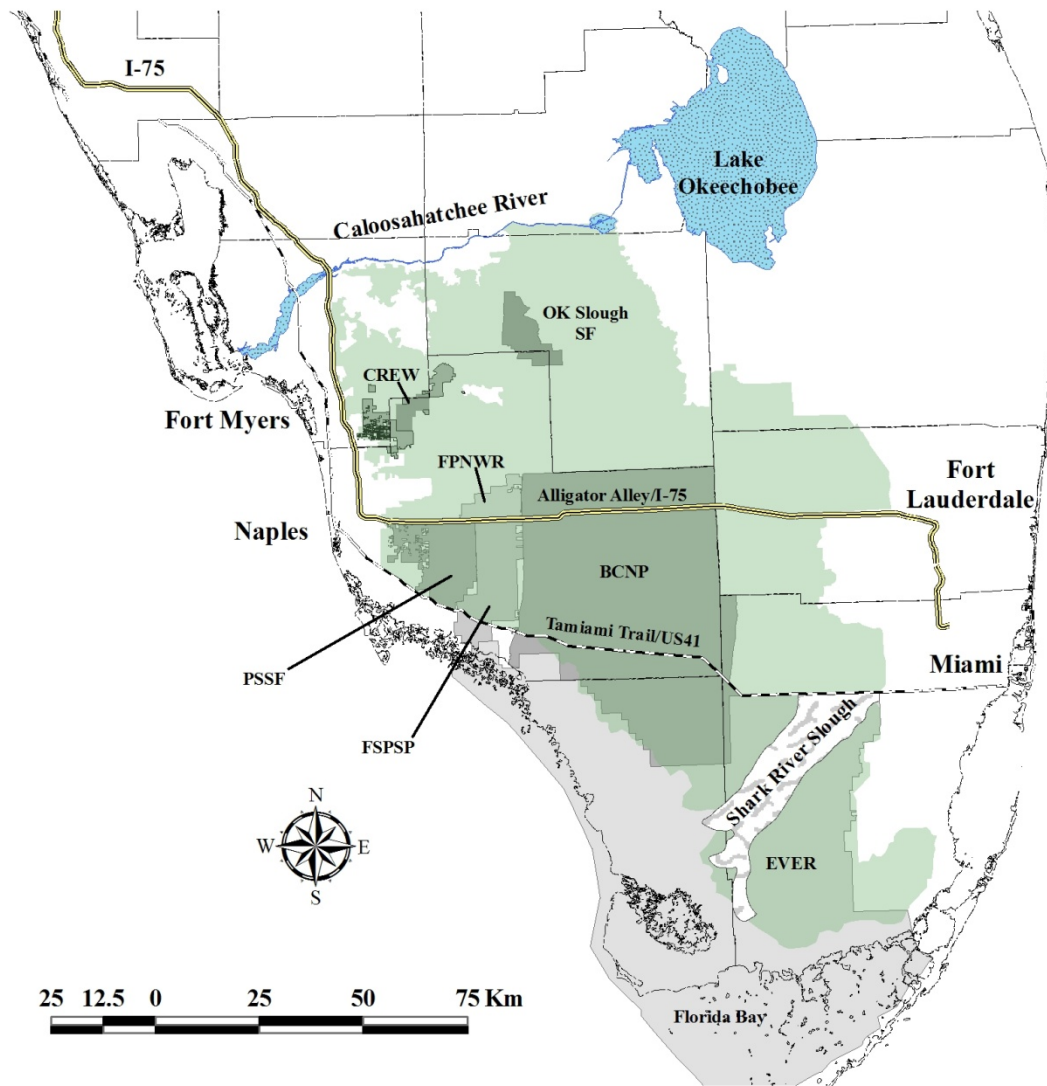 I-75
Lake
Okeechobee
Caloosahatchee River
OK Slough
SF
CREW
Fort Myers
FPNWR
Fort
Lauderdale
Alligator Alley/I-75
Naples
BCNP
Tamiami Trail/US41
Miami
PSSF
FSPSP
Shark River Slough
N
W E
S
EVER
25 12.5 0 25 50 75 Km
Florida Bay